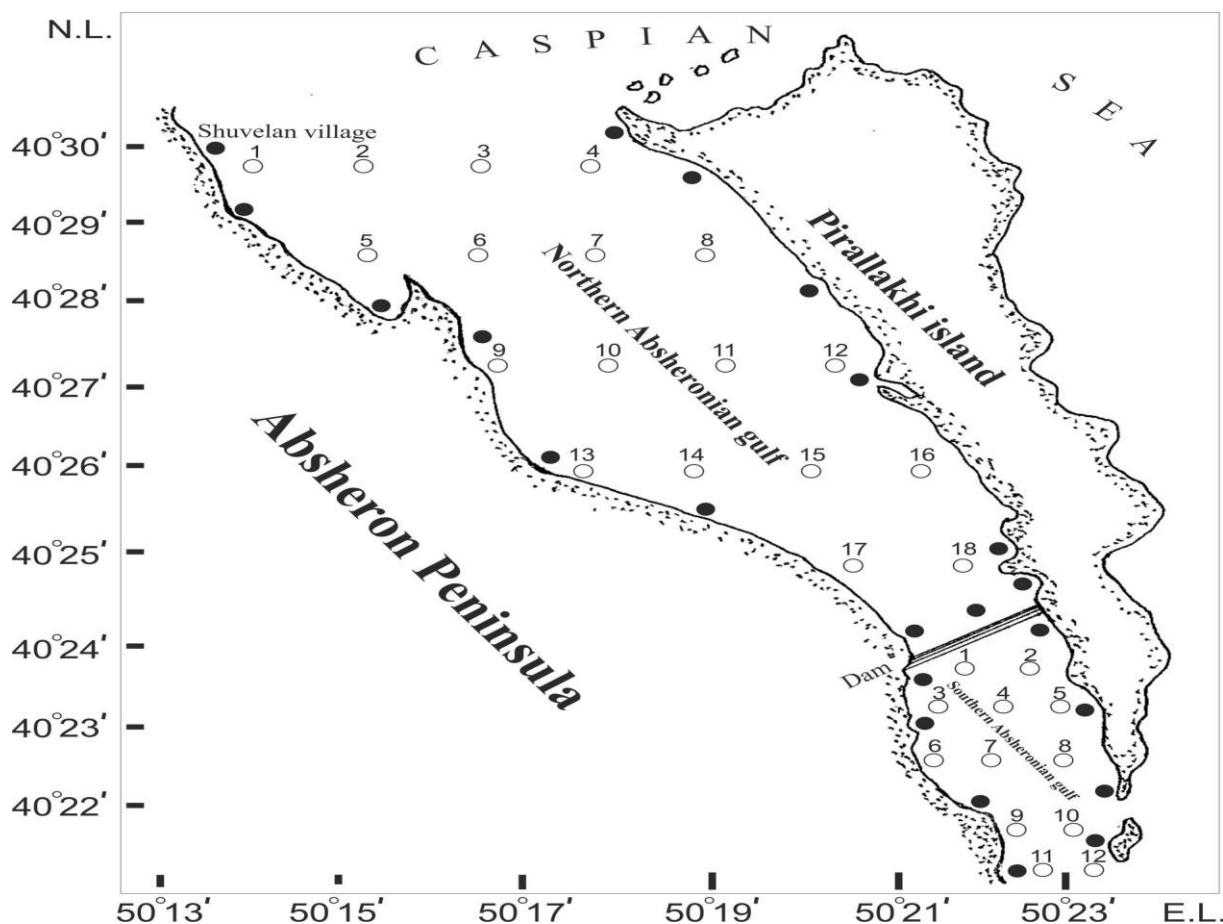 N.L.
CASPIAN
SEA
40°30'
Shuvelan village
1 2 3 4
40°29'
5 6 7 8
40°28'
Northern Absheronian gulf
Pirallakhi island
9 10 11 12
40°27'
Absheron Peninsula
40°26'
13 14 15 16
40°25'
17 18
40°24'
Dam
1 2
3 4 5
40°23'
Southern Absheronian gulf
6 7 8
40°22'
9 10
11 12
50°13' 50°15' 50°17' 50°19' 50°21' 50°23' E.L.